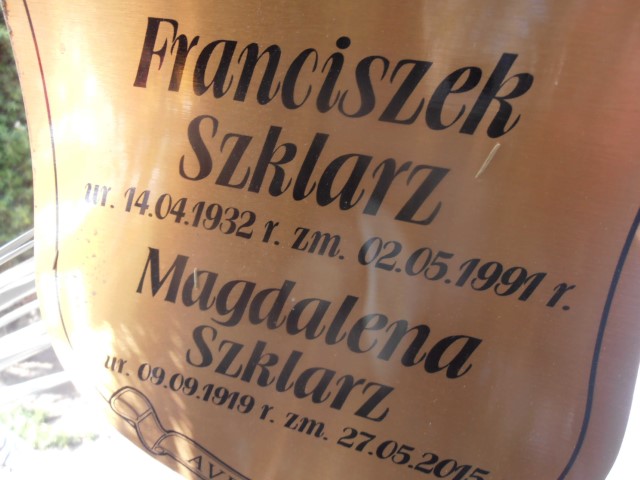 Franciszek
Szklarz
ur. 14.04.1932 r. zm. 02.05.1991 r.
Magdalena
Szklarz
ur. 09.09.1919 r. zm. 27.05.2015